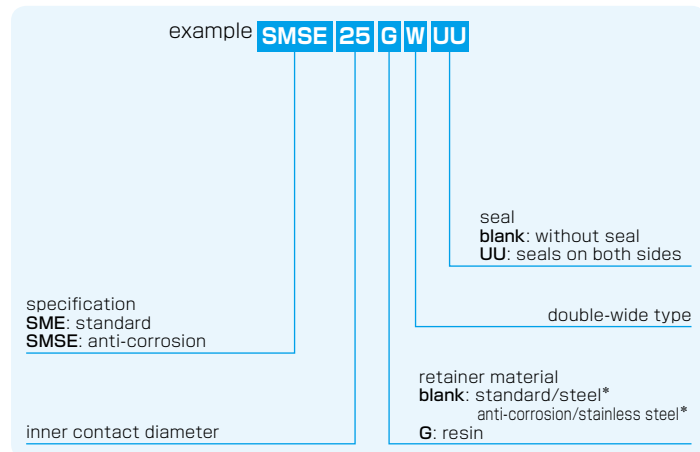 example SMSE 25 G W UU
seal
blank: without seal
UU: seals on both sides
specification
SME: standard
SMSE: anti-corrosion
double-wide type
retainer material
blank: standard/steel*
anti-corrosion/stainless steel*
G: resin
inner contact diameter